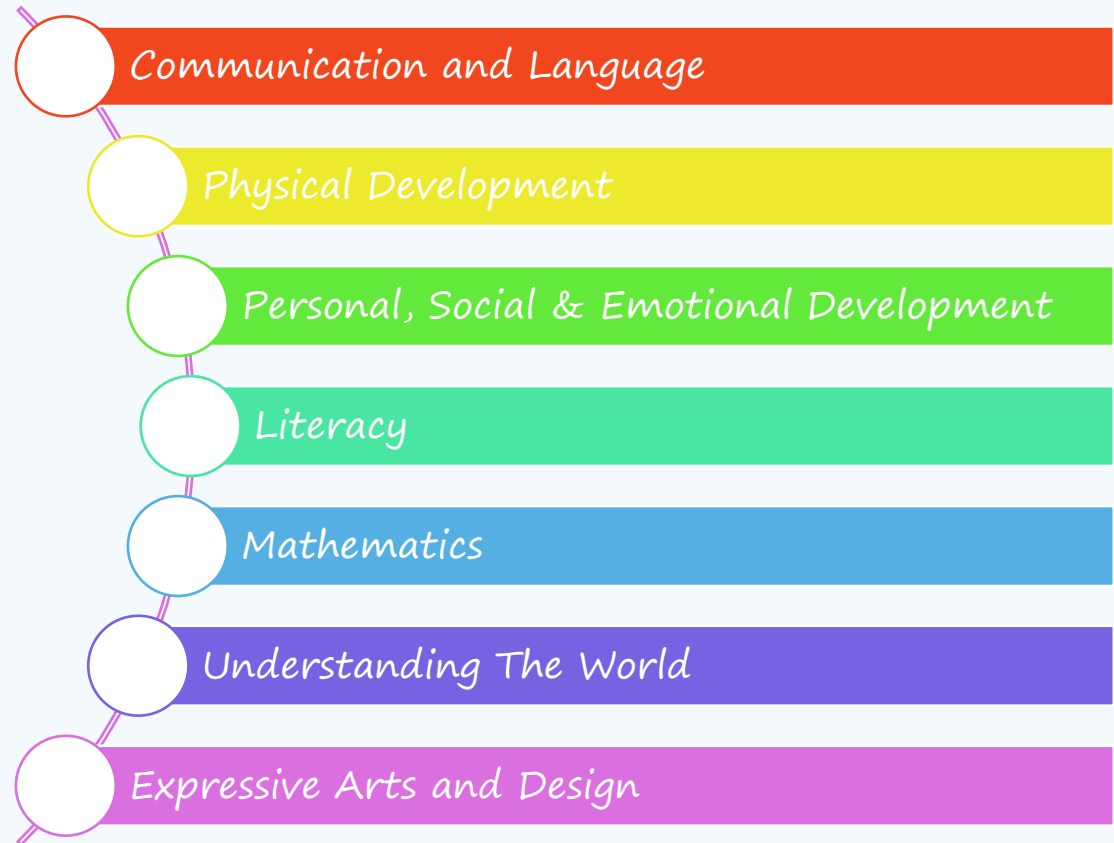 Communication and Language
Physical Development
Personal, Social & Emotional Development
Literacy
Mathematics
Understanding The World
Expressive Arts and Design